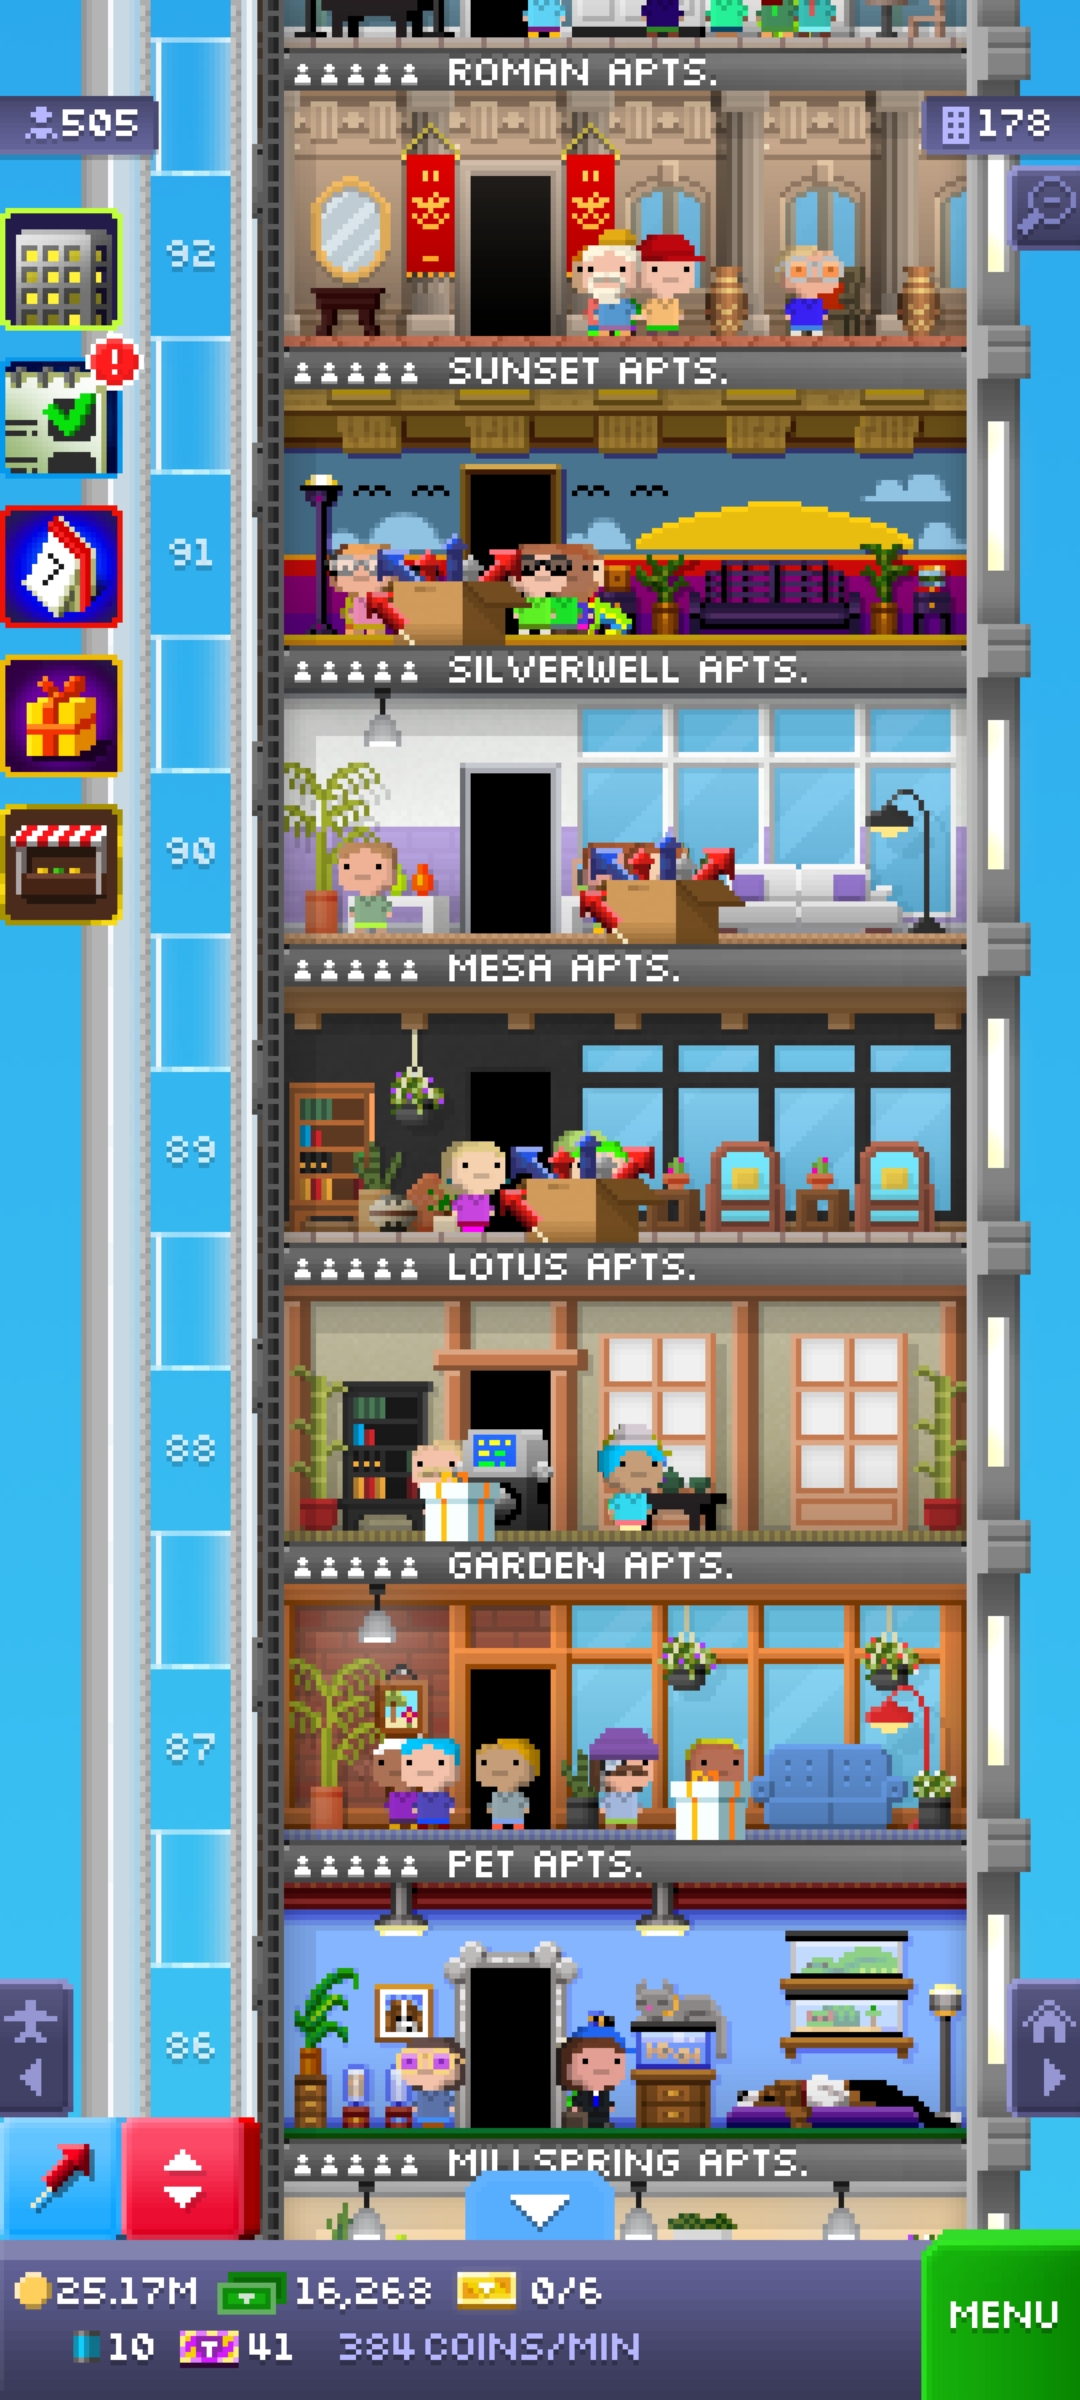 ROMAN APTS.
505
178
92
SUNSET APTS.
91
SILVERWELL APTS.
7
90
MESA APTS.
89
LOTUS APTS.
88
GARDEN APTS.
87
PET APTS.
86
MILLSPRING APTS.
25.17M 16,268 0/6
MENU
10 T 41 384 COINS/MIN